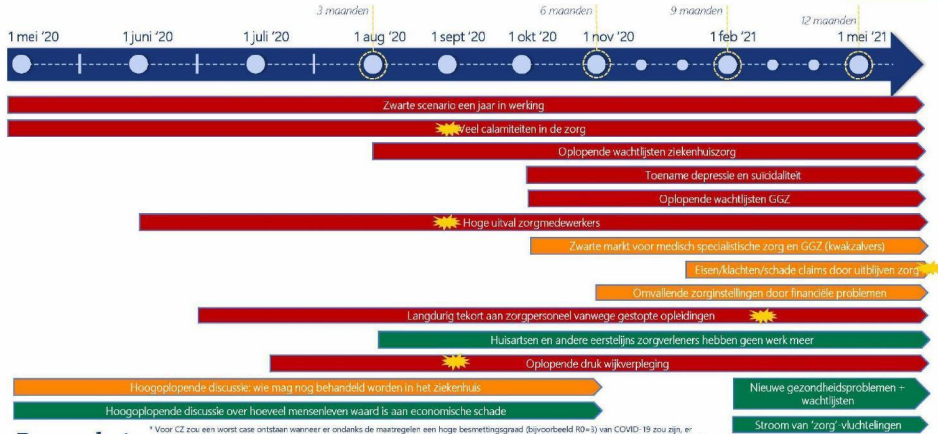 3 maanden
6 maanden
9 maanden
12 maanden
1 mei '20
1 juni '20
1 juli '20
1 aug '20
1 sept '20
1 okt '20
1 nov '20
1 feb '21
1 mei '21
Zwarte scenario een jaar in werking
Veel calamiteiten in de zorg
Oplopende wachtlijsten ziekenhuiszorg
Toename depressie en suïcidaliteit
Oplopende wachtlijsten GGZ
Hoge uitval zorgmedewerkers
Zwarte markt voor medisch specialistische zorg en GGZ (kwakzalvers)
Eisen/klachten/schade claims door uitblijven zorg
Omvallende zorginstellingen door financiële problemen
Langdurig tekort aan zorgpersoneel vanwege gestopte opleidingen
Huisartsen en andere eerstelijns zorgverleners hebben geen werk meer
Oplopende druk wijkverpleging
Hoogoplopende discussie: wie mag nog behandeld worden in het ziekenhuis
Nieuwe gezondheidsproblemen +
wachtlijsten
Hoogoplopende discussie over hoeveel mensenleven waard is aan economische schade
Stroom van 'zorg'-vluchtelingen
* Voor CZ zou een worst case ontstaan wanneer er ondanks de maatregelen een hoge besmettingsgraad (bijvoorbeeld R0=3) van COVID-19 zou zijn, er